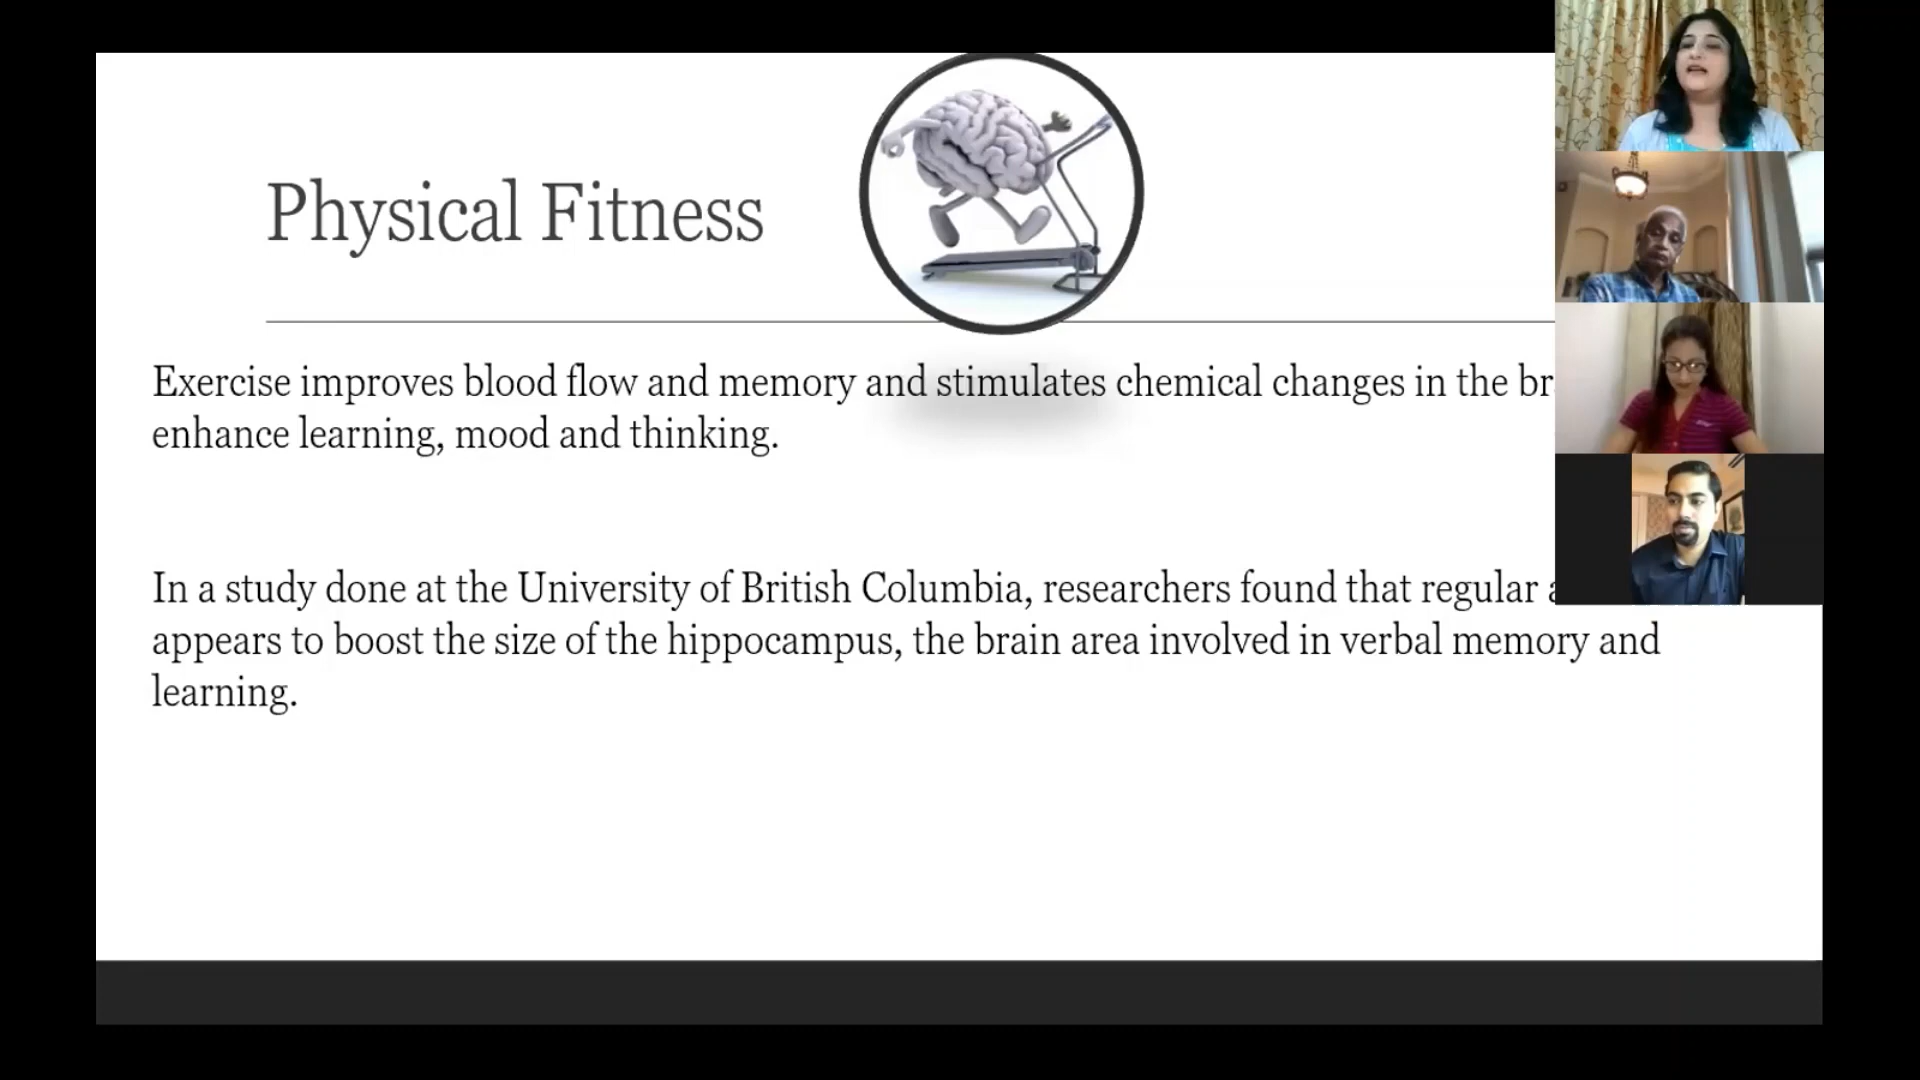 Physical Fitness
Exercise improves blood flow and memory and stimulates chemical changes in the
enhance learning, mood and thinking.
In a study done at the University of British Columbia, researchers found that regular
appears to boost the size of the hippocampus, the brain area involved in verbal memory and
learning.